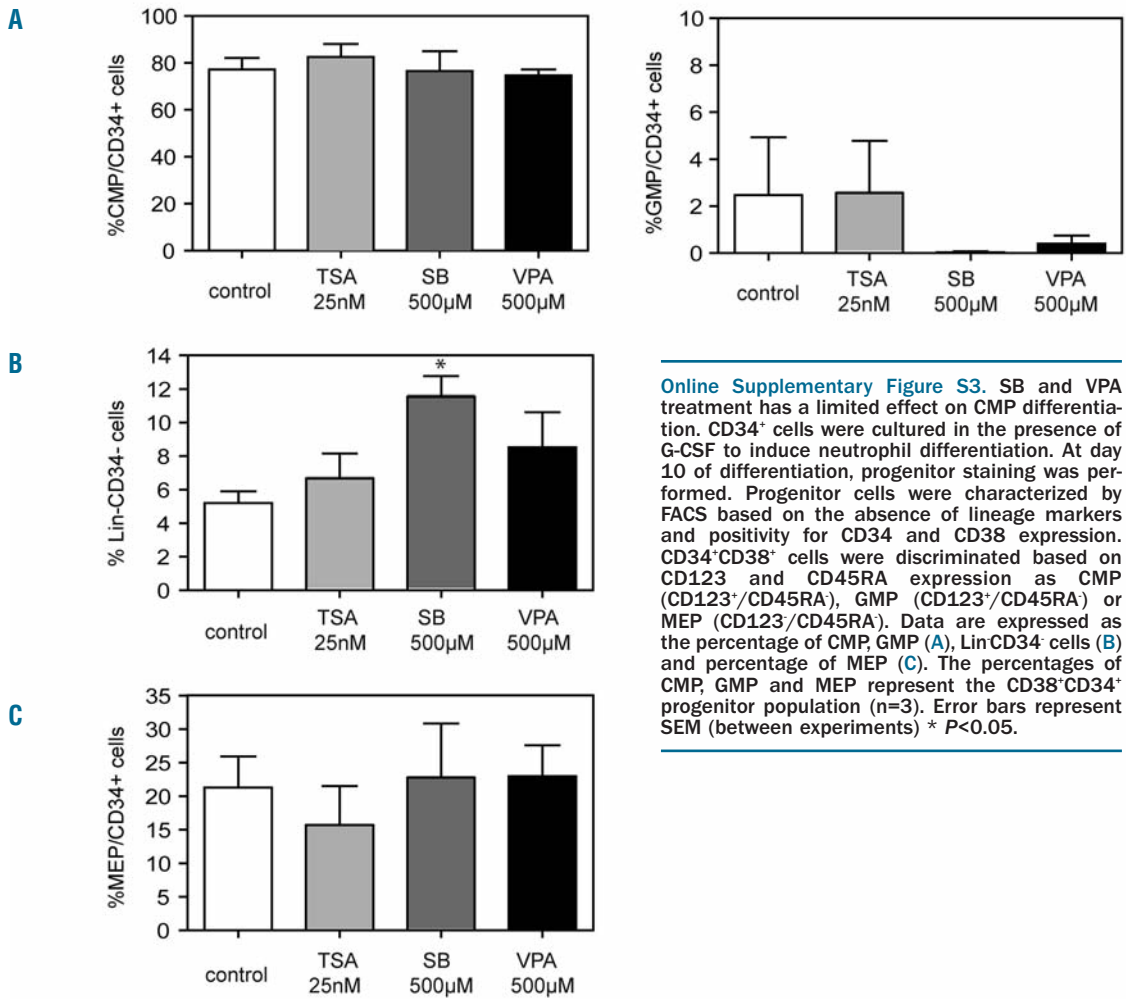 A
%CMP/CD34+ cells
100
80
60
40
20
0
control
TSA
25nM
SB
500µM
VPA
500µM
%GMP/CD34+ cells
10
8
6
4
2
0
control
TSA
25nM
SB
500µM
VPA
500µM
B
% Lin-CD34- cells
14
12
10
8
6
4
2
0
*
control
TSA
25nM
SB
500µM
VPA
500µM
C
%MEP/CD34+ cells
35
30
25
20
15
10
5
0
control
TSA
25nM
SB
500µM
VPA
500µM
Online Supplementary Figure S3. SB and VPA
treatment has a limited effect on CMP differentia-
tion. CD34⁺ cells were cultured in the presence of
G-CSF to induce neutrophil differentiation. At day
10 of differentiation, progenitor staining was per-
formed. Progenitor cells were characterized by
FACS based on the absence of lineage markers
and positivity for CD34 and CD38 expression.
CD34⁺CD38⁺ cells were discriminated based on
CD123 and CD45RA expression as CMP
(CD123⁺/CD45RA⁻), GMP (CD123⁺/CD45RA⁻) or
MEP (CD123⁻/CD45RA⁻). Data are expressed as
the percentage of CMP, GMP (A), Lin⁻CD34⁻ cells (B)
and percentage of MEP (C). The percentages of
CMP, GMP and MEP represent the CD38⁺CD34⁺
progenitor population (n=3). Error bars represent
SEM (between experiments) * P<0.05.